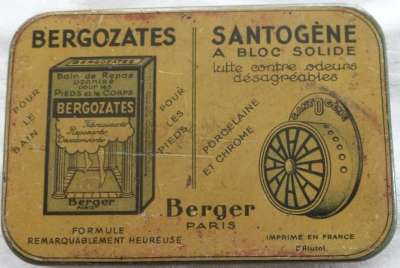 BERGOZATES
BERGOZATES
Bain de Repos
PIEDS et le CORPS
BERGOZATES
Berger
PARIS
POUR
LE
BAIN
POUR
LES
PIEDS
FORMULE
REMARQUABLEMENT HEUREUSE
SANTOGÈNE
A BLOC SOLIDE
lutte contre odeurs
désagréables
PORCELAINE
ET CHROME
SANTOGÈNE
Berger
PARIS
IMPRIMÉ EN FRANCE